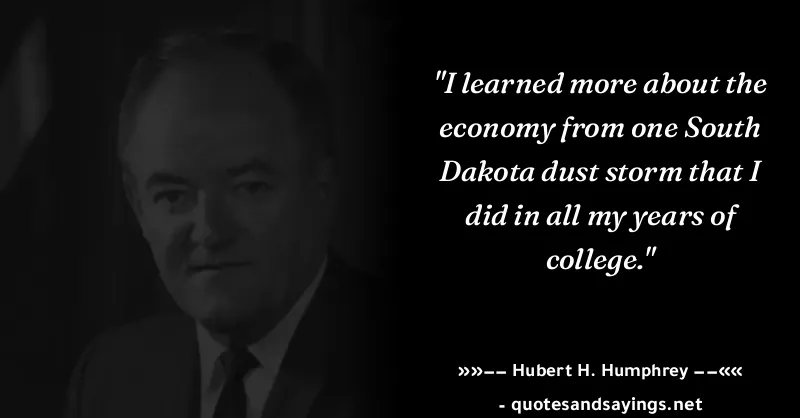 "I learned more about the
economy from one South
Dakota dust storm that I
did in all my years of
college."
»»−− Hubert H. Humphrey −−««
- quotesandsayings.net